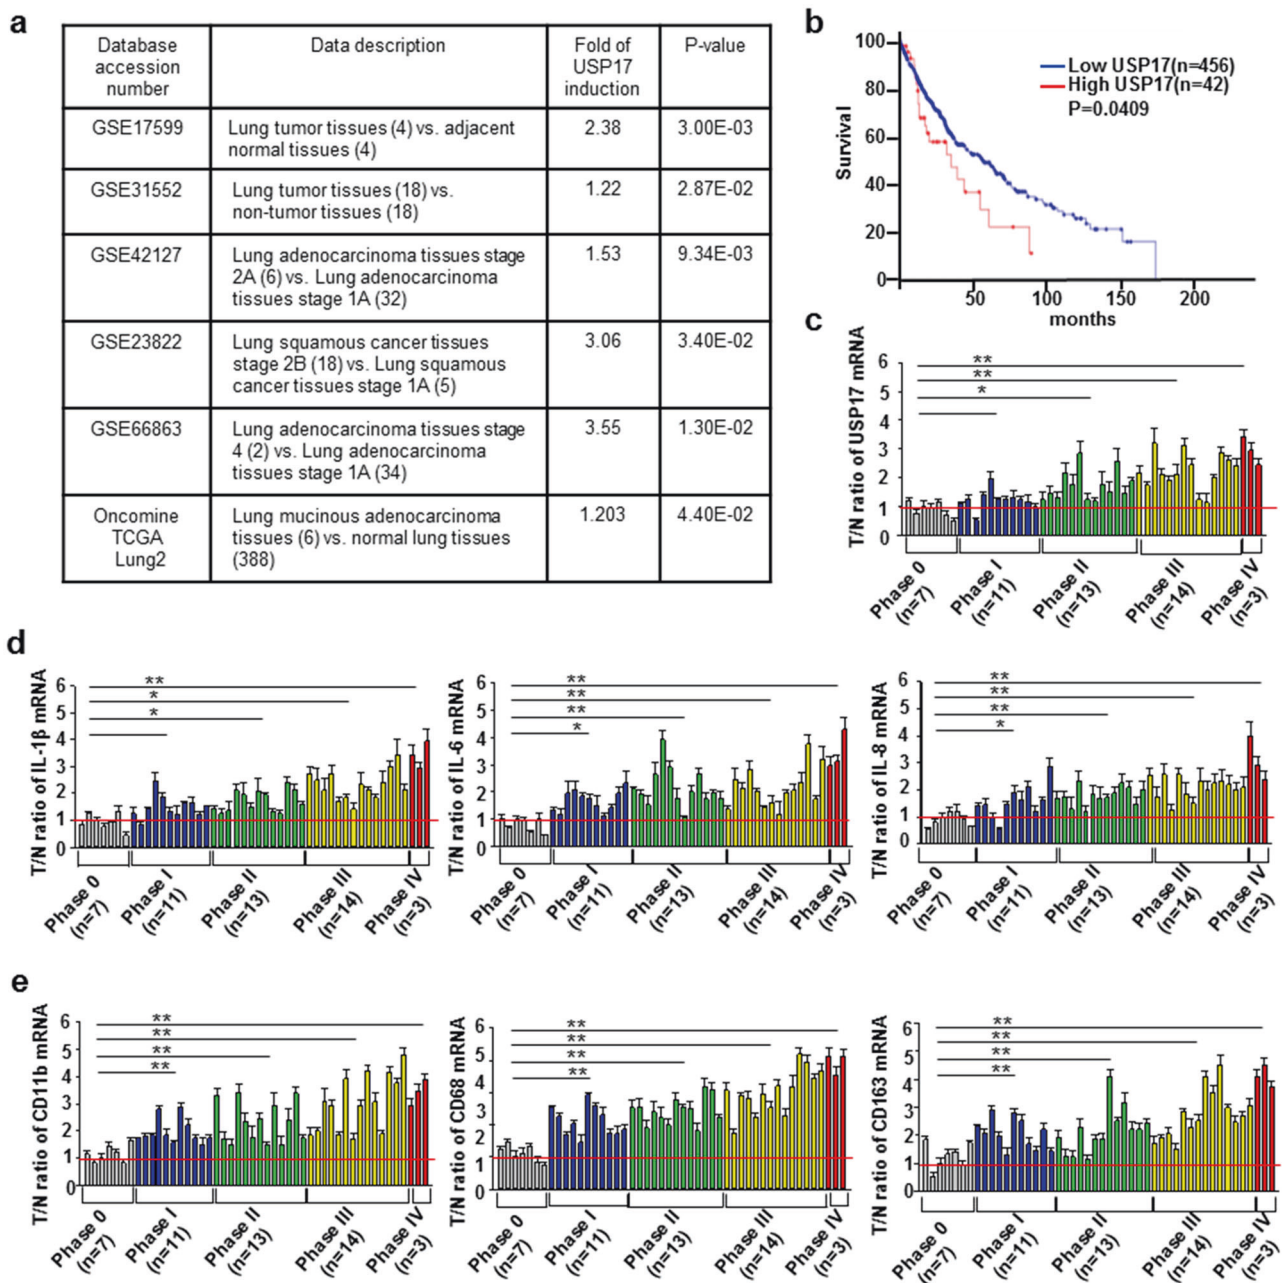 a
Database accession number
Data description
Fold of USP17 induction
P-value
GSE17599
Lung tumor tissues (4) vs. adjacent
normal tissues (4)
2.38
3.00E-03
GSE31552
Lung tumor tissues (18) vs.
non-tumor tissues (18)
1.22
2.87E-02
GSE42127
Lung adenocarcinoma tissues stage
2A (6) vs. Lung adenocarcinoma
tissues stage 1A (32)
1.53
9.34E-03
GSE23822
Lung squamous cancer tissues
stage 2B (18) vs. Lung squamous
cancer tissues stage 1A (5)
3.06
3.40E-02
GSE66863
Lung adenocarcinoma tissues stage
4 (2) vs. Lung adenocarcinoma
tissues stage 1A (34)
3.55
1.30E-02
Oncomine
TCGA
Lung2
Lung mucinous adenocarcinoma
tissues (6) vs. normal lung tissues
(388)
1.203
4.40E-02
b
Survival
100
80
60
40
20
0
50 100 150 200
months
Low USP17(n=456)
High USP17(n=42)
P=0.0409
c
T/N ratio of USP17 mRNA
6
5
4
3
2
1
0
**
**
*
Phase 0 (n=7)
Phase I (n=11)
Phase II (n=13)
Phase III (n=14)
Phase IV (n=3)
d
T/N ratio of IL-1β mRNA
6
5
4
3
2
1
0
**
*
*
Phase 0 (n=7)
Phase I (n=11)
Phase II (n=13)
Phase III (n=14)
Phase IV (n=3)
T/N ratio of IL-6 mRNA
6
5
4
3
2
1
0
**
**
**
*
Phase 0 (n=7)
Phase I (n=11)
Phase II (n=13)
Phase III (n=14)
Phase IV (n=3)
T/N ratio of IL-8 mRNA
6
5
4
3
2
1
0
**
**
**
*
Phase 0 (n=7)
Phase I (n=11)
Phase II (n=13)
Phase III (n=14)
Phase IV (n=3)
e
T/N ratio of CD11b mRNA
6
5
4
3
2
1
0
**
**
**
**
Phase 0 (n=7)
Phase I (n=11)
Phase II (n=13)
Phase III (n=14)
Phase IV (n=3)
T/N ratio of CD68 mRNA
6
5
4
3
2
1
0
**
**
**
**
Phase 0 (n=7)
Phase I (n=11)
Phase II (n=13)
Phase III (n=14)
Phase IV (n=3)
T/N ratio of CD163 mRNA
6
5
4
3
2
1
0
**
**
**
**
Phase 0 (n=7)
Phase I (n=11)
Phase II (n=13)
Phase III (n=14)
Phase IV (n=3)